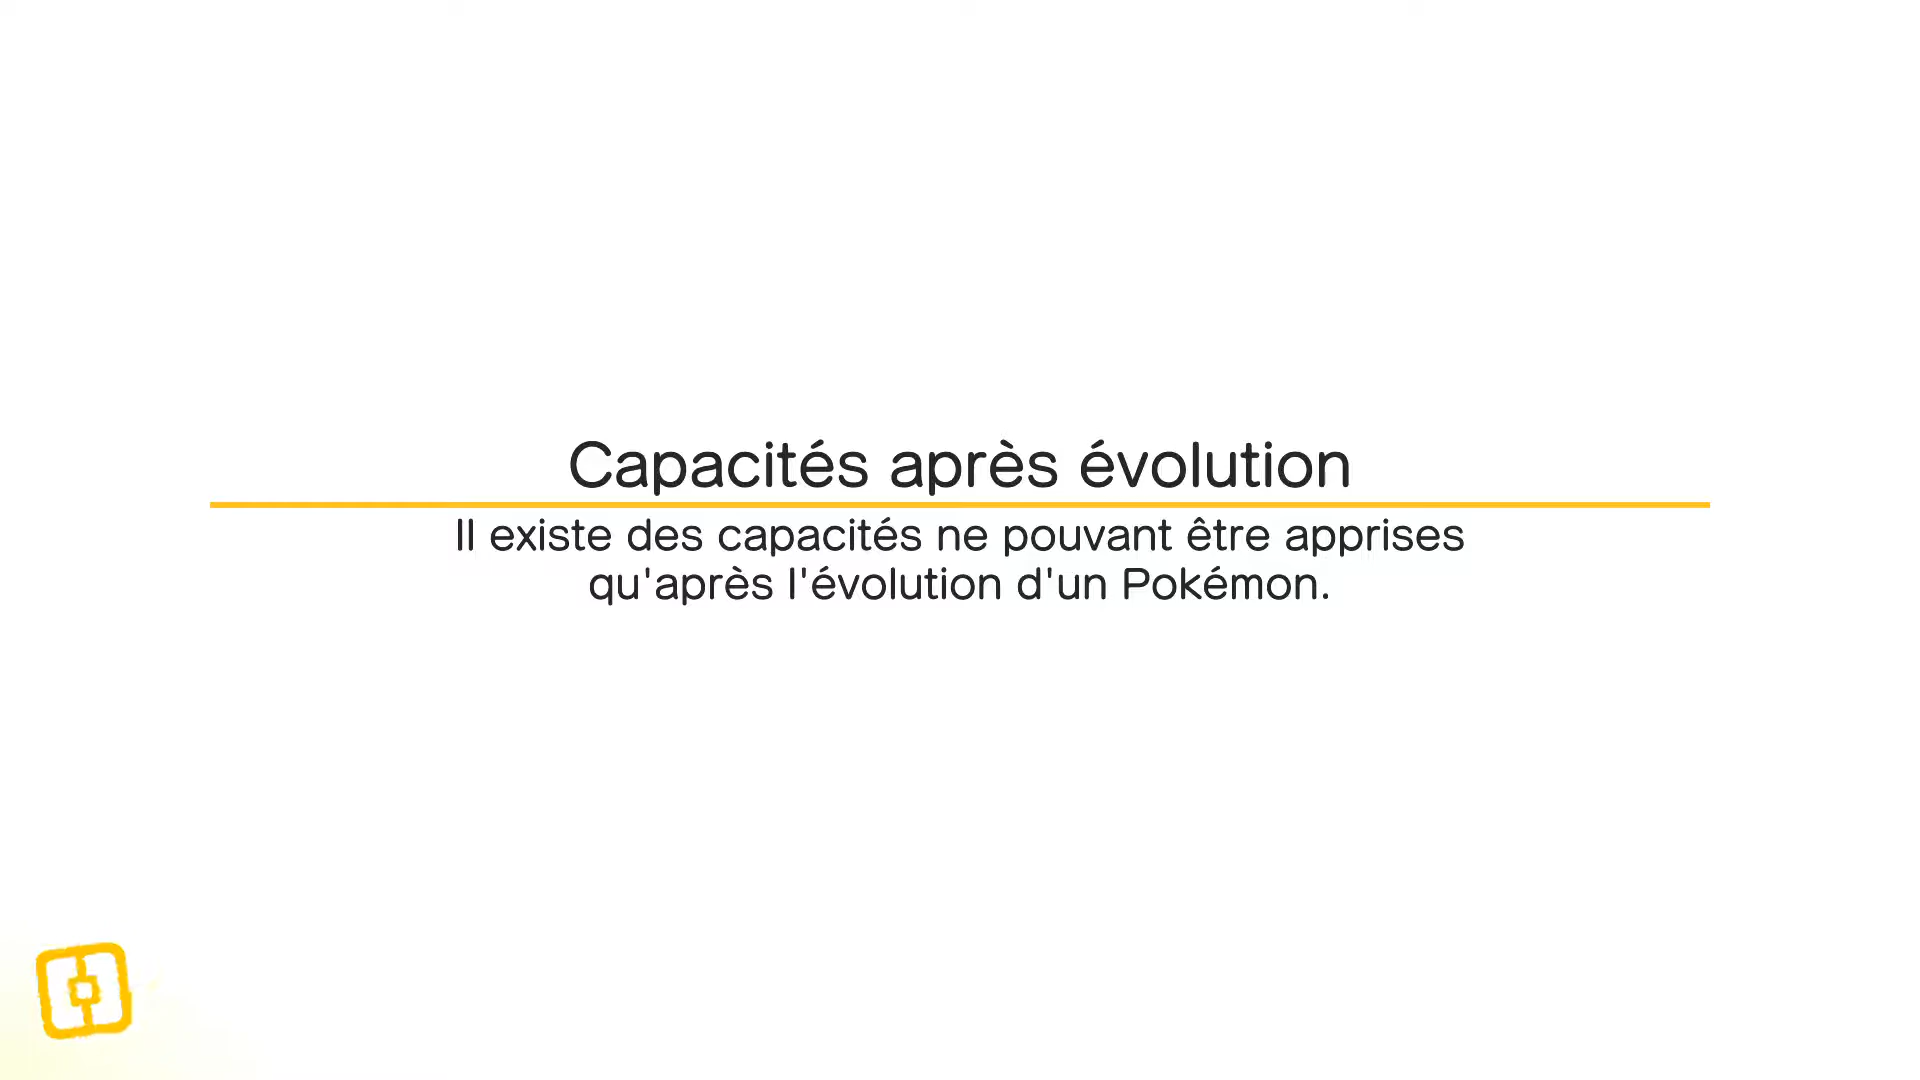 Capacités après évolution
Il existe des capacités ne pouvant être apprises
qu'après l'évolution d'un Pokémon.